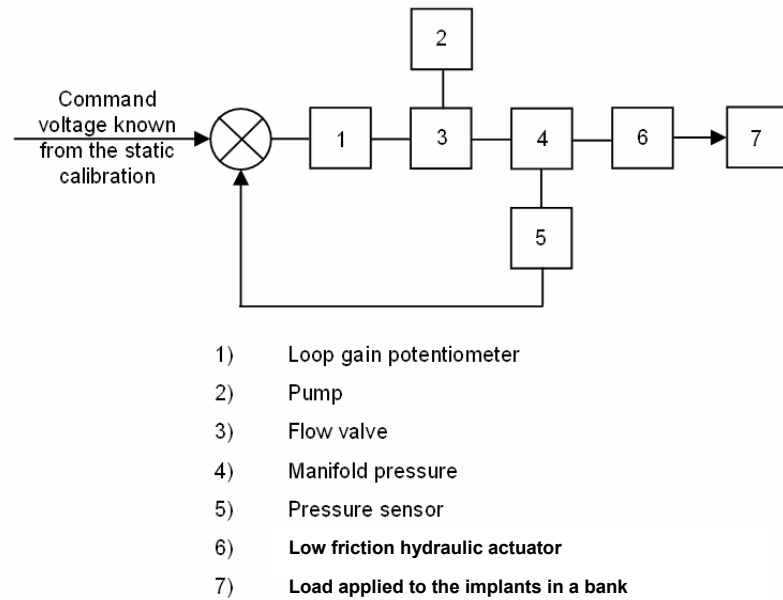 2
Command
voltage known
from the static
calibration
1
3
4
6
7
5
1) Loop gain potentiometer
2) Pump
3) Flow valve
4) Manifold pressure
5) Pressure sensor
6) Low friction hydraulic actuator
7) Load applied to the implants in a bank